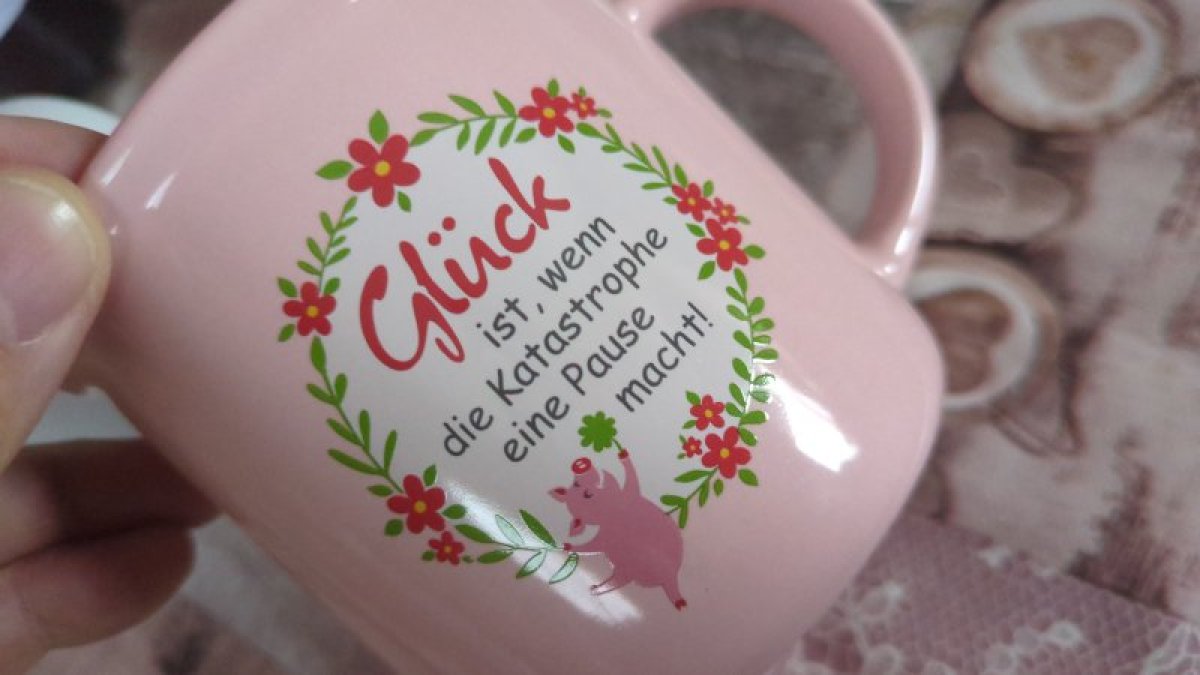 Glück
ist, wenn
die Katastrophe
eine Pause
macht!